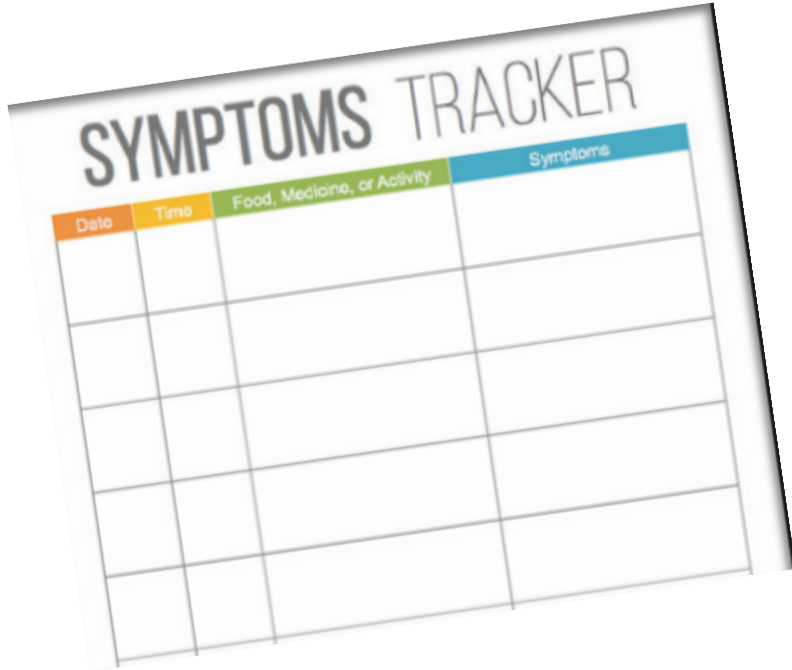 SYMPTOMS TRACKER
Date Time Food, Medicine, or Activity Symptoms